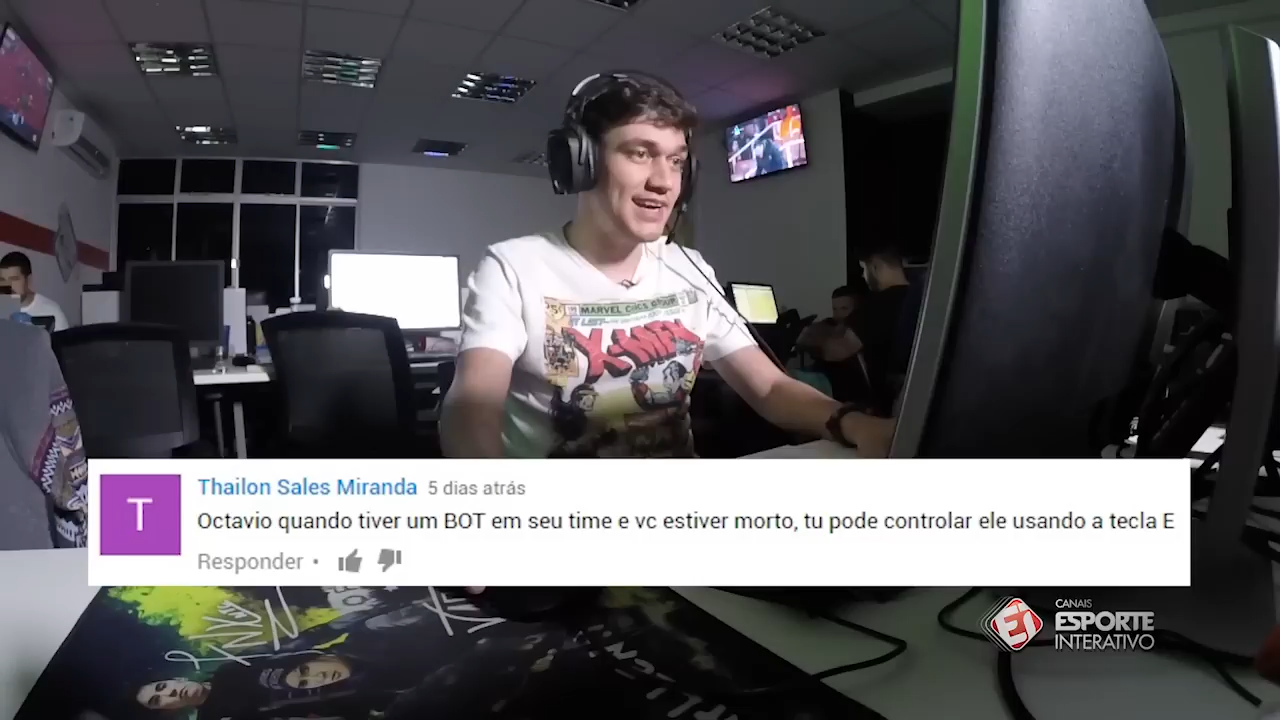 MARVEL COMICS GROUP
X-MEN
T
Thailon Sales Miranda 5 dias atrás
Octavio quando tiver um BOT em seu time e vc estiver morto, tu pode controlar ele usando a tecla E
Responder •
CANAIS
ESPORTE
INTERATIVO